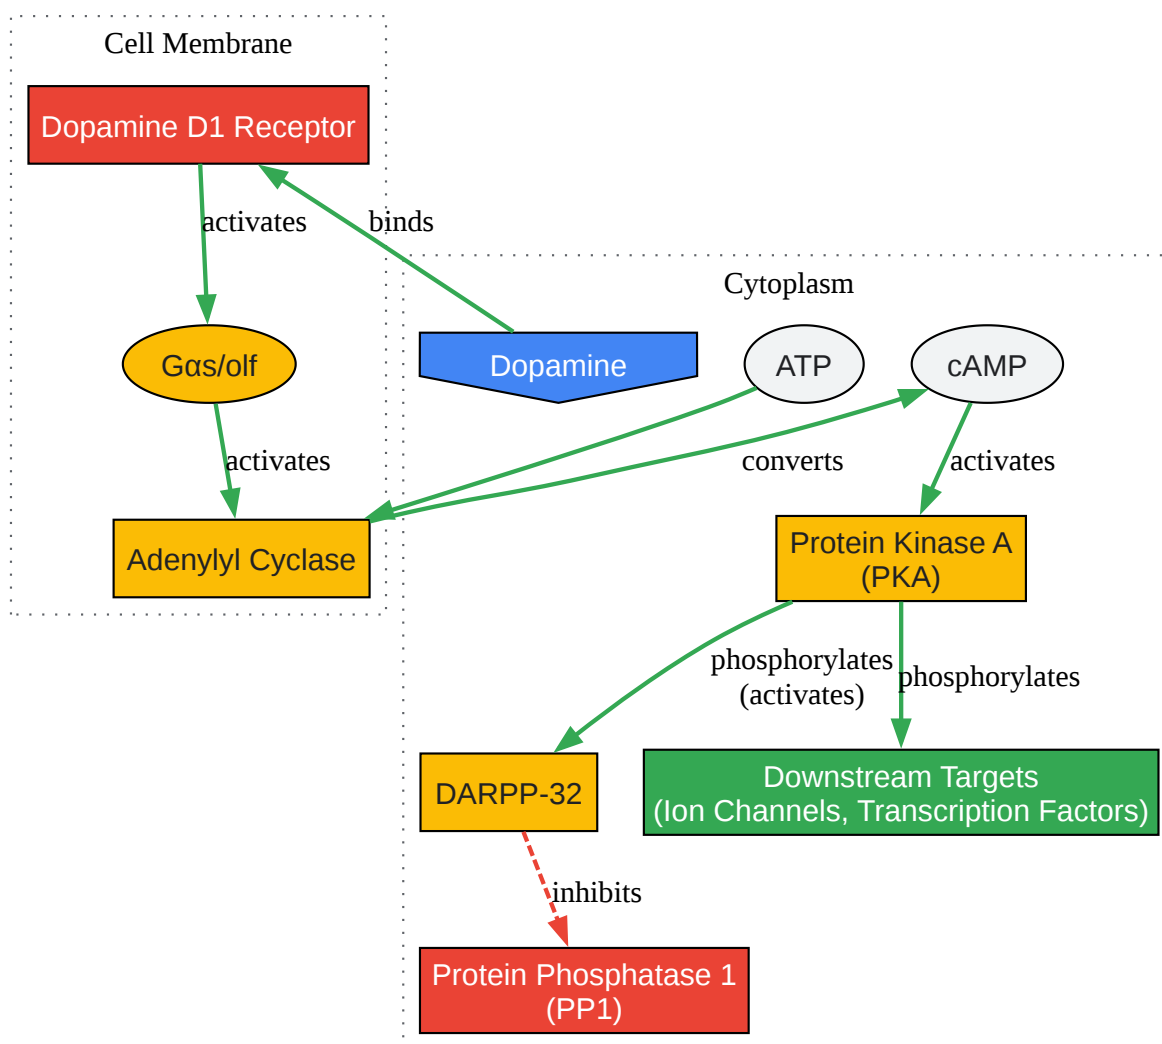 Cell Membrane
Dopamine D1 Receptor
activates
binds
Cytoplasm
Gαs/olf
Dopamine
ATP
cAMP
activates
converts
activates
Adenylyl Cyclase
Protein Kinase A
(PKA)
phosphorylates
(activates)
phosphorylates
DARPP-32
Downstream Targets
(Ion Channels, Transcription Factors)
inhibits
Protein Phosphatase 1
(PP1)